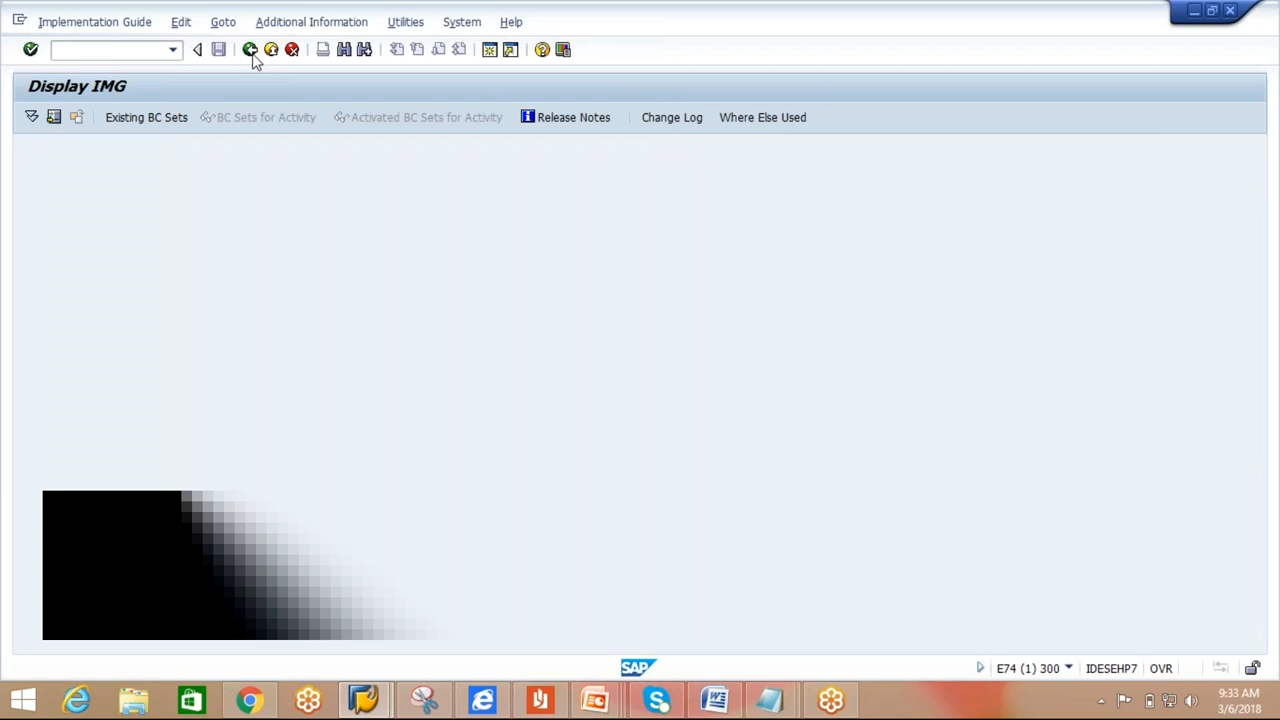 Implementation Guide Edit Goto Additional Information Utilities System Help
Display IMG
Existing BC Sets BC Sets for Activity Activated BC Sets for Activity Release Notes Change Log Where Else Used
SAP E74 (1) 300 IDESEHP7 OVR
9:33 AM
3/6/2018